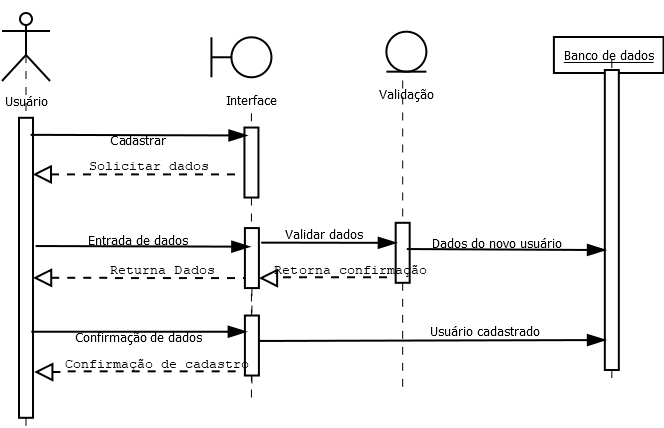 Banco de dados
Usuário
Interface
Validação
Cadastrar
Solicitar dados
Entrada de dados
Validar dados
Dados do novo usuário
Returna Dados
Retorna confirmação
Confirmação de dados
Usuário cadastrado
Confirmação de cadastro